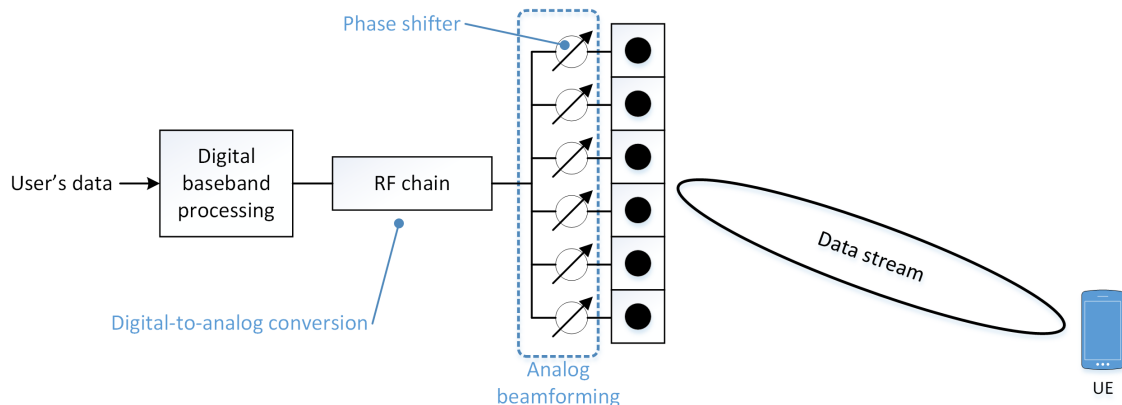 Phase shifter
User's data
Digital
baseband
processing
RF chain
Data stream
Digital-to-analog conversion
Analog
beamforming
UE